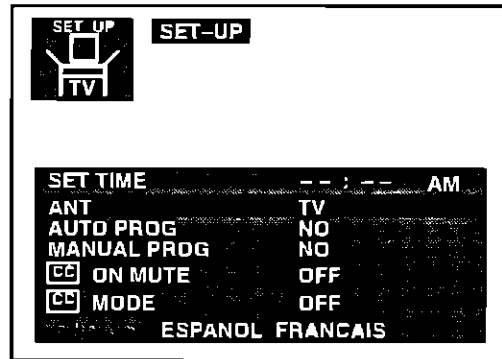 SET UP
SET-UP
TV
SET TIME -- : -- AM
ANT TV
AUTO PROG NO
MANUAL PROG NO
CC ON MUTE OFF
CC MODE OFF
ESPANOL FRANCAIS